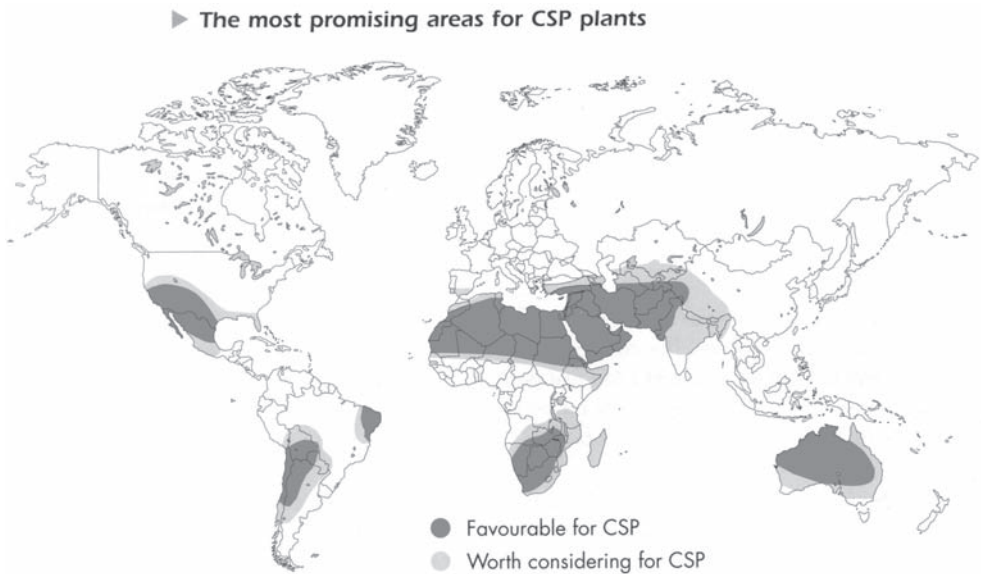 The most promising areas for CSP plants
Favourable for CSP
Worth considering for CSP